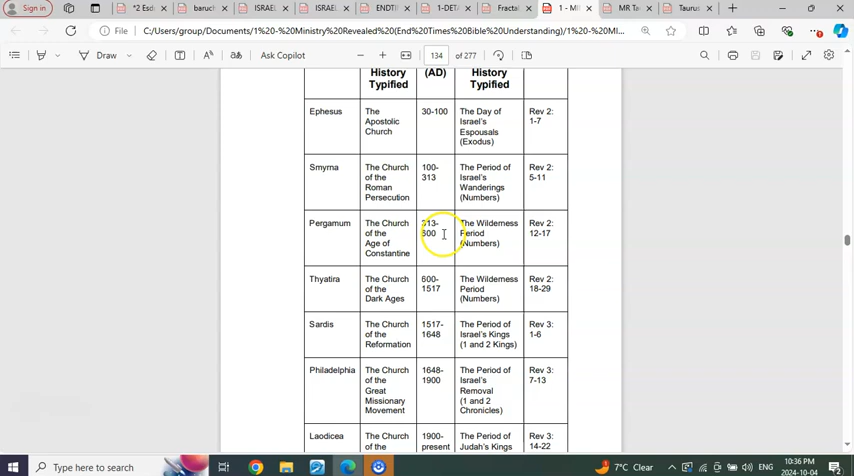 Sign in
*2 Esd
baruch
ISRAEL
ISRAEL
ENDTI
1-DETA
Fractal
1 - MI
MR Ta
Taurus
File
C:/Users/group/Documents/1%20-%20Ministry%20Revealed%20(End%20Times%20Bible%20Understanding)/1%20-%20MI...
Draw
Ask Copilot
134
of 277
History
Typified
(AD)
History
Typified
Ephesus
The
Apostolic
Church
30-100
The Day of
Israel's
Espousals
(Exodus)
Rev 2:
1-7
Smyrna
The Church
of the
Roman
Persecution
100-
313
The Period of
Israel's
Wanderings
(Numbers)
Rev 2:
5-11
Pergamum
The Church
of the
Age of
Constantine
313-
600
The Wilderness
Period
(Numbers)
Rev 2:
12-17
Thyatira
The Church
of the
Dark Ages
600-
1517
The Wilderness
Period
(Numbers)
Rev 2:
18-29
Sardis
The Church
of the
Reformation
1517-
1648
The Period of
Israel's Kings
(1 and 2 Kings)
Rev 3:
1-6
Philadelphia
The Church
of the
Great
Missionary
Movement
1648-
1900
The Period of
Israel's
Removal
(1 and 2
Chronicles)
Rev 3:
7-13
Laodicea
The Church
of the
1900-
present
The Period of
Judah's Kings
Rev 3:
14-22
Type here to search
7°C Clear
ENG
10:36 PM
2024-10-04
2